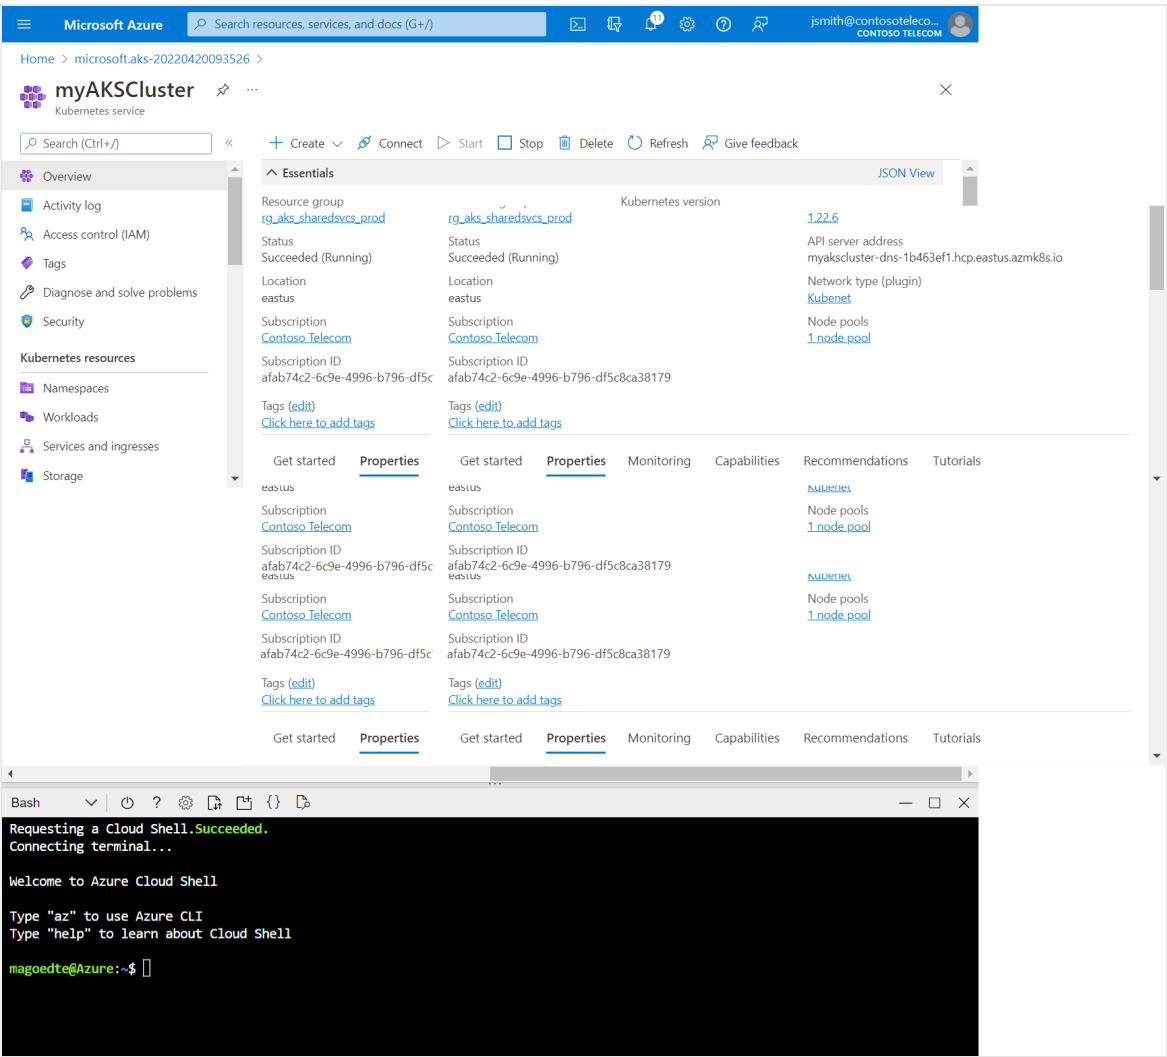 Microsoft Azure
Search resources, services, and docs (G+/)
11
jsmith@contosoteleco...
CONTOSO TELECOM
Home > microsoft.aks-20220420093526 >
myAKSCluster ...
Kubernetes service
Search (Ctrl+/) «
Create Connect Start Stop Delete Refresh Give feedback
Overview
Activity log
Access control (IAM)
Tags
Diagnose and solve problems
Security
Kubernetes resources
Namespaces
Workloads
Services and ingresses
Storage
Essentials JSON View
Resource group Kubernetes version
rg_aks_sharedsvcs_prod rg_aks_sharedsvcs_prod 1.22.6
Status Status API server address
Succeeded (Running) Succeeded (Running) myakscluster-dns-1b463ef1.hcp.eastus.azmk8s.io
Location Location Network type (plugin)
eastus eastus Kubenet
Subscription Subscription Node pools
Contoso Telecom Contoso Telecom 1 node pool
Subscription ID Subscription ID
afab74c2-6c9e-4996-b796-df5c afab74c2-6c9e-4996-b796-df5c8ca38179
Tags (edit) Tags (edit)
Click here to add tags Click here to add tags
Get started Properties Get started Properties Monitoring Capabilities Recommendations Tutorials
eastus eastus Kubenet
Subscription Subscription Node pools
Contoso Telecom Contoso Telecom 1 node pool
Subscription ID Subscription ID
afab74c2-6c9e-4996-b796-df5c afab74c2-6c9e-4996-b796-df5c8ca38179
eastus eastus Kubenet
Subscription Subscription Node pools
Contoso Telecom Contoso Telecom 1 node pool
Subscription ID Subscription ID
afab74c2-6c9e-4996-b796-df5c afab74c2-6c9e-4996-b796-df5c8ca38179
Tags (edit) Tags (edit)
Click here to add tags Click here to add tags
Get started Properties Get started Properties Monitoring Capabilities Recommendations Tutorials
Bash
Requesting a Cloud Shell.Succeeded.
Connecting terminal...
Welcome to Azure Cloud Shell
Type "az" to use Azure CLI
Type "help" to learn about Cloud Shell
magoedte@Azure:~$